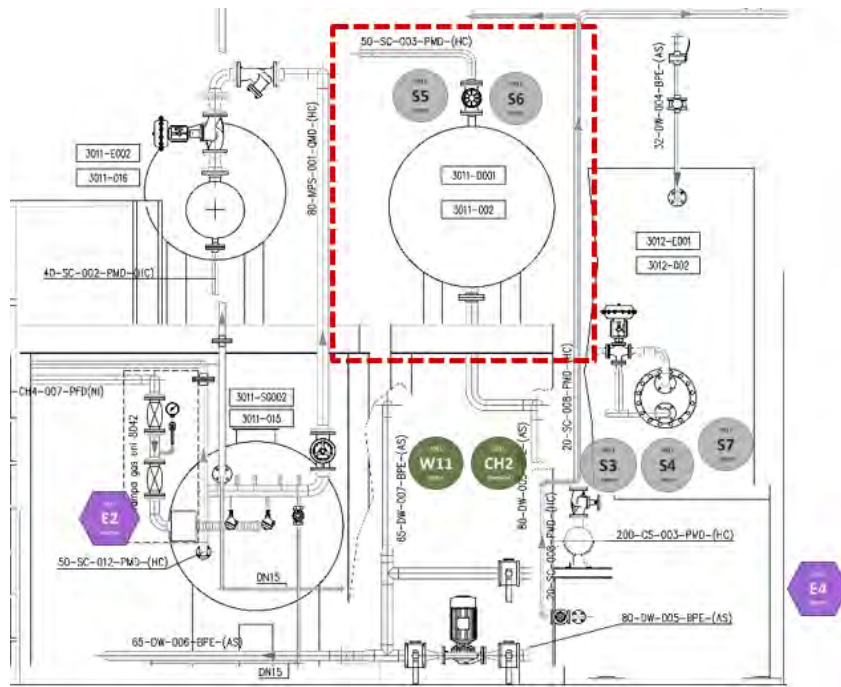 50-SC-003-PMD-(HC)
S5
S6
32-DW-004-BPE-(AS)
3011-E002
3011-016
80-MPS-001-QMD-(HC)
3011-D001
3011-002
3012-E001
3012-002
40-SC-002-PMD-(HC)
20-SC-008-PMD-(HC)
-CH4-007-PFD(NI)
3011-SG002
3011-015
S7
W11
CH2
S3
S4
65-DW-007-BPE-(AS)
E2
200-CS-003-PMD-(HC)
50-SC-012-PMD-(HC)
DN15
E4
80-DW-005-BPE-(AS)
65-DW-006-BPE-(AS)
DN15